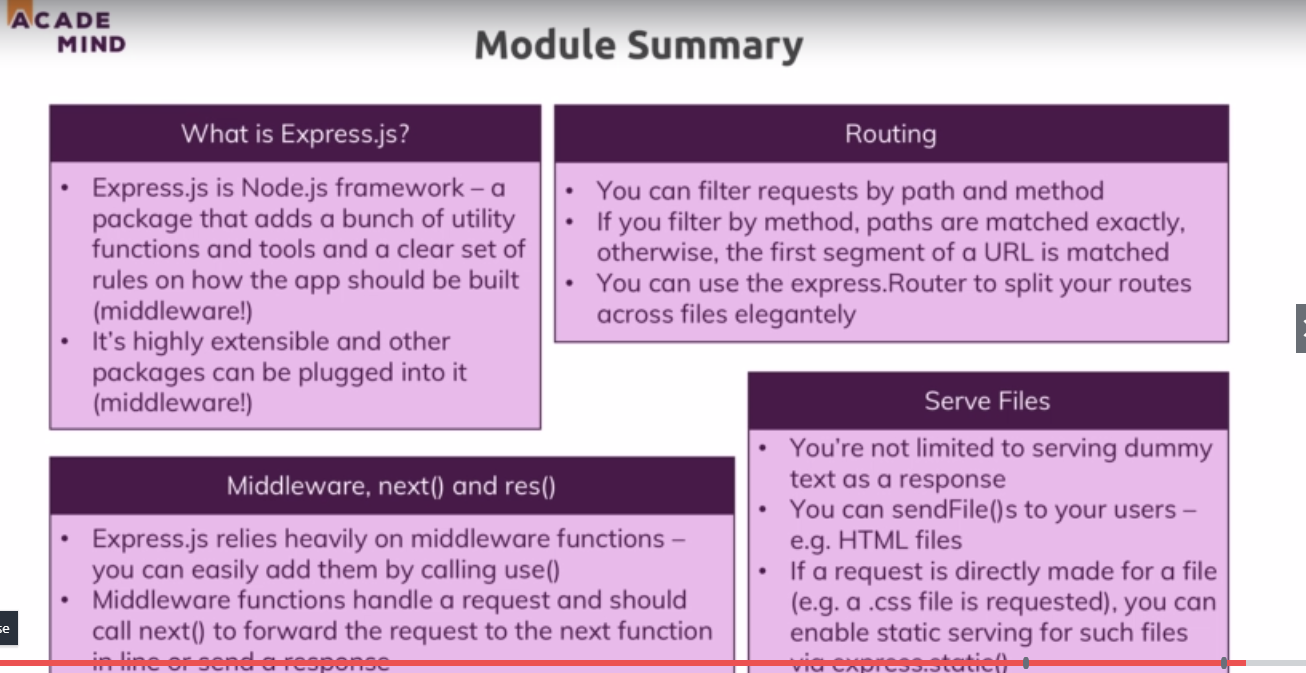 ACADE
MIND
Module Summary
What is Express.js?
• Express.js is Node.js framework – a
package that adds a bunch of utility
functions and tools and a clear set of
rules on how the app should be built
(middleware!)
• It's highly extensible and other
packages can be plugged into it
(middleware!)
Routing
• You can filter requests by path and method
• If you filter by method, paths are matched exactly,
otherwise, the first segment of a URL is matched
• You can use the express.Router to split your routes
across files elegantely
Middleware, next() and res()
• Express.js relies heavily on middleware functions –
you can easily add them by calling use()
• Middleware functions handle a request and should
call next() to forward the request to the next function
in line or send a response
Serve Files
• You're not limited to serving dummy
text as a response
• You can sendFile()s to your users –
e.g. HTML files
• If a request is directly made for a file
(e.g. a .css file is requested), you can
enable static serving for such files
via express.static()
se